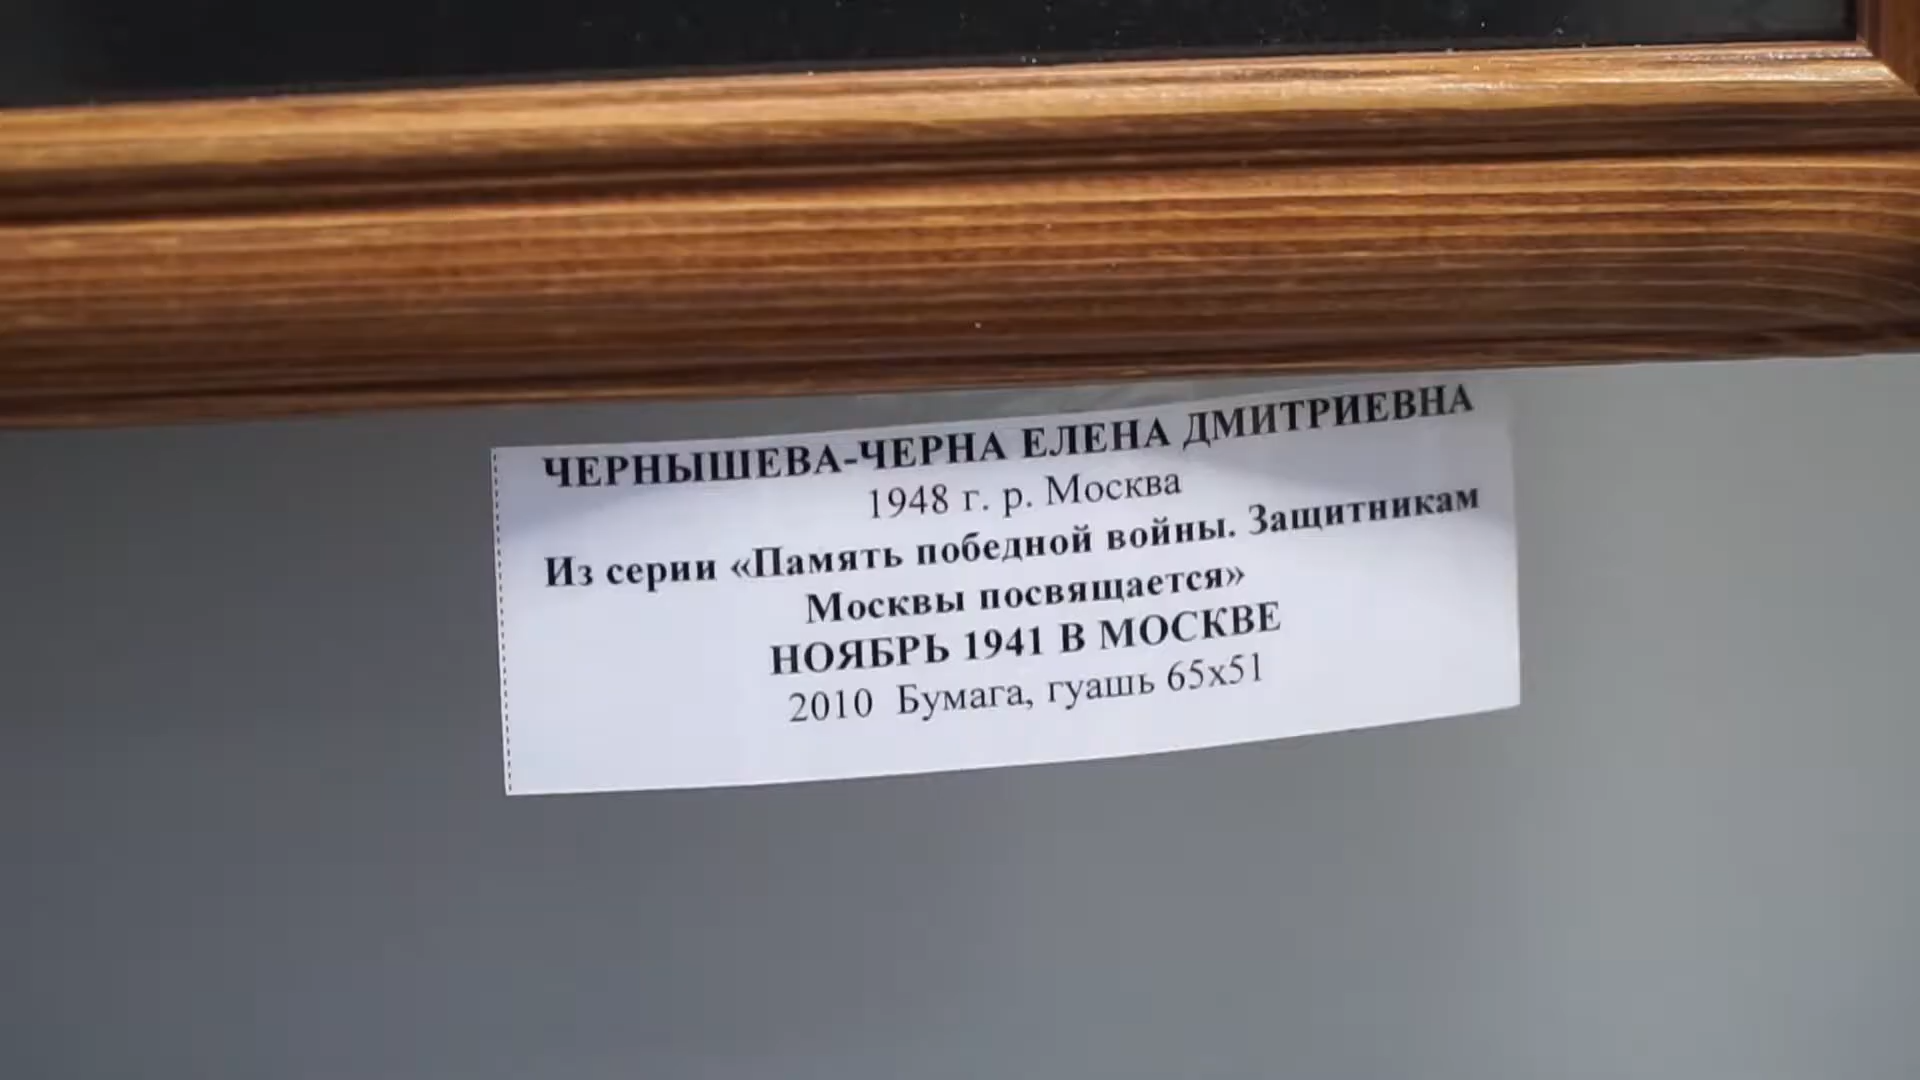 ЧЕРНЫШЕВА-ЧЕРНА ЕЛЕНА ДМИТРИЕВНА
1948 г. р. Москва
Из серии «Память победной войны. Защитникам
Москвы посвящается»
НОЯБРЬ 1941 В МОСКВЕ
2010 Бумага, гуашь 65х51